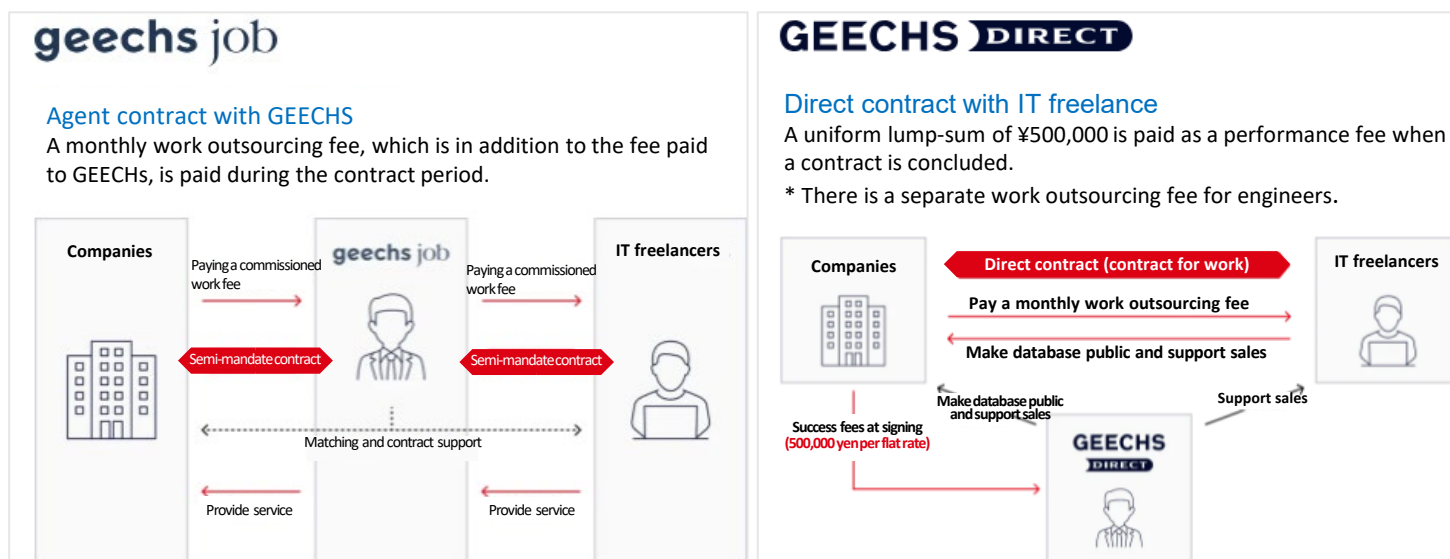 geechs job
Agent contract with GEECHS
A monthly work outsourcing fee, which is in addition to the fee paid
to GEECHs, is paid during the contract period.
Companies
geechs job
IT freelancers
Paying a commissioned
work fee
Paying a commissioned
work fee
Semi-mandate contract
Semi-mandate contract
Matching and contract support
Provide service
Provide service
GEECHS DIRECT
Direct contract with IT freelance
A uniform lump-sum of ¥500,000 is paid as a performance fee when
a contract is concluded.
* There is a separate work outsourcing fee for engineers.
Companies
Direct contract (contract for work)
IT freelancers
Pay a monthly work outsourcing fee
Make database public and support sales
Make database public
and support sales
Support sales
Success fees at signing
(500,000 yen per flat rate)
GEECHS
DIRECT